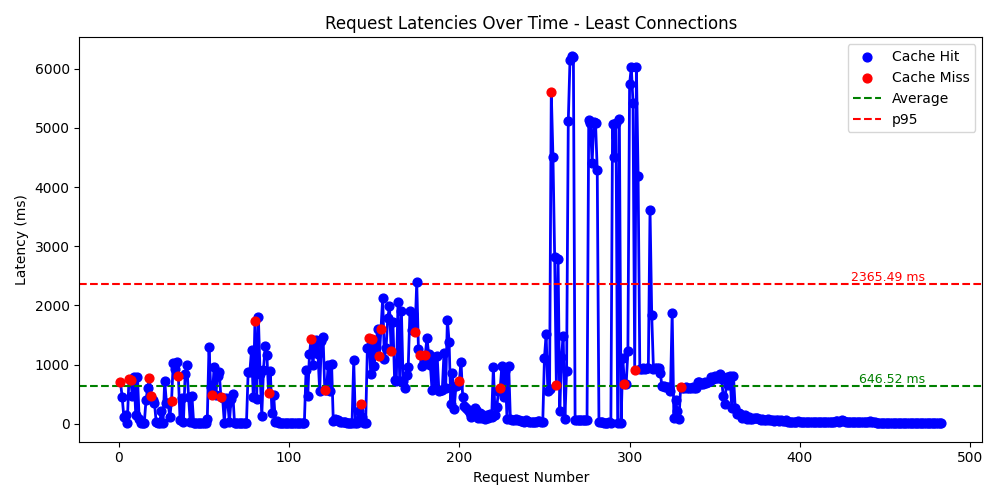 Request Latencies Over Time - Least Connections
Latency (ms)
6000
5000
4000
3000
2000
1000
0
Cache Hit
Cache Miss
Average
p95
2365.49 ms
646.52 ms
0
100
200
300
400
500
Request Number